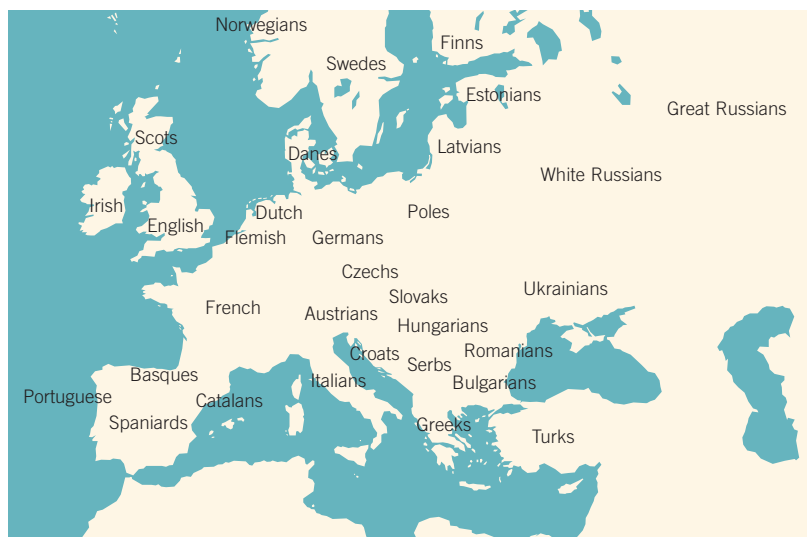 Norwegians
Finns
Swedes
Estonians
Great Russians
Scots
Latvians
Danes
White Russians
Irish
Dutch
Poles
English
Flemish
Germans
Czechs
Ukrainians
Slovaks
French
Austrians
Hungarians
Romanians
Croats
Serbs
Basques
Italians
Bulgarians
Portuguese
Catalans
Spaniards
Greeks
Turks